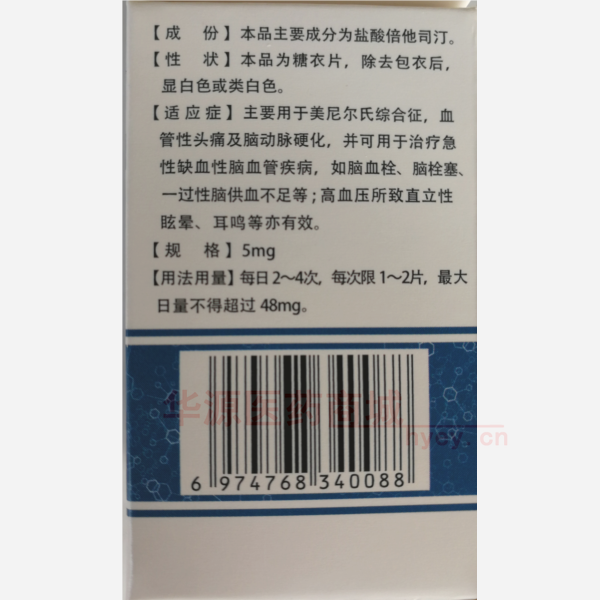 【成 份】本品主要成分为盐酸倍他司汀。
【性 状】本品为糖衣片，除去包衣后，
显白色或类白色。
【适应症】主要用于美尼尔氏综合征，血
管性头痛及脑动脉硬化，并可用于治疗急
性缺血性脑血管疾病，如脑血栓、脑栓塞、
一过性脑供血不足等；高血压所致直立性
眩晕、耳鸣等亦有效。
【规 格】5mg
【用法用量】每日2～4次，每次限1～2片，最大
日量不得超过48mg。
华源医药商城
hycy.cn
6 974768 340088